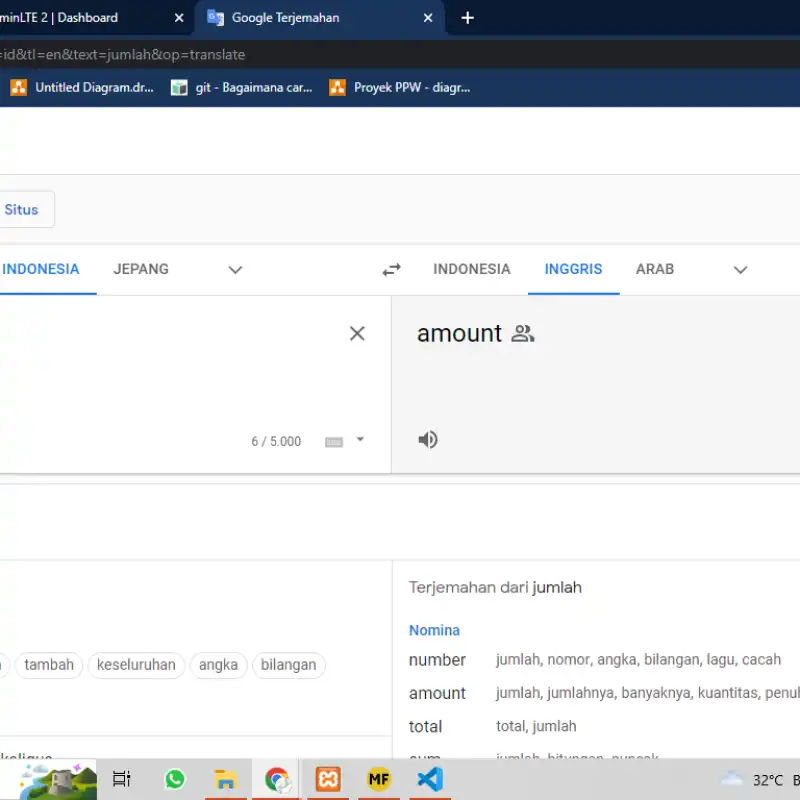 minLTE 2 | Dashboard
Google Terjemahan
=id&tl=en&text=jumlah&op=translate
Untitled Diagram.dr...
git - Bagaimana car...
Proyek PPW - diagr...
Situs
INDONESIA
JEPANG
INDONESIA
INGGRIS
ARAB
amount
6 / 5.000
Terjemahan dari jumlah
Nomina
tambah
keseluruhan
angka
bilangan
number
jumlah, nomor, angka, bilangan, lagu, cacah
amount
jumlah, jumlahnya, banyaknya, kuantitas, penuh
total
total, jumlah
sum
jumlah, hitungan, puncak
MF
32°C B